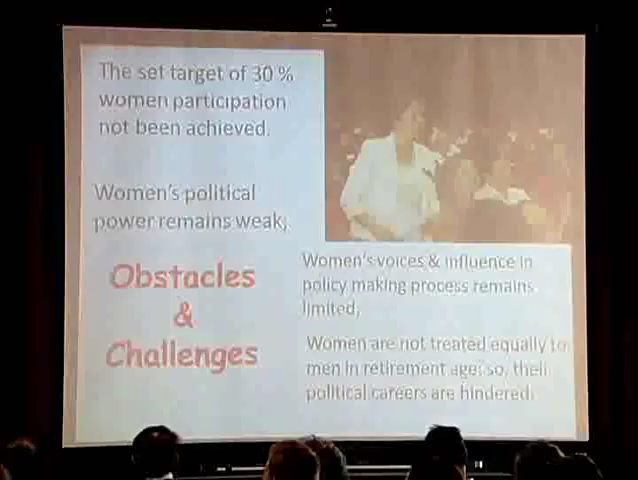 The set target of 30 %
women participation
not been achieved.
Women's political
power remains weak,
Obstacles
&
Challenges
Women's voices & influence in
policy making process remains
limited,
Women are not treated equally to
men in retirement age; so, their
political careers are hindered.